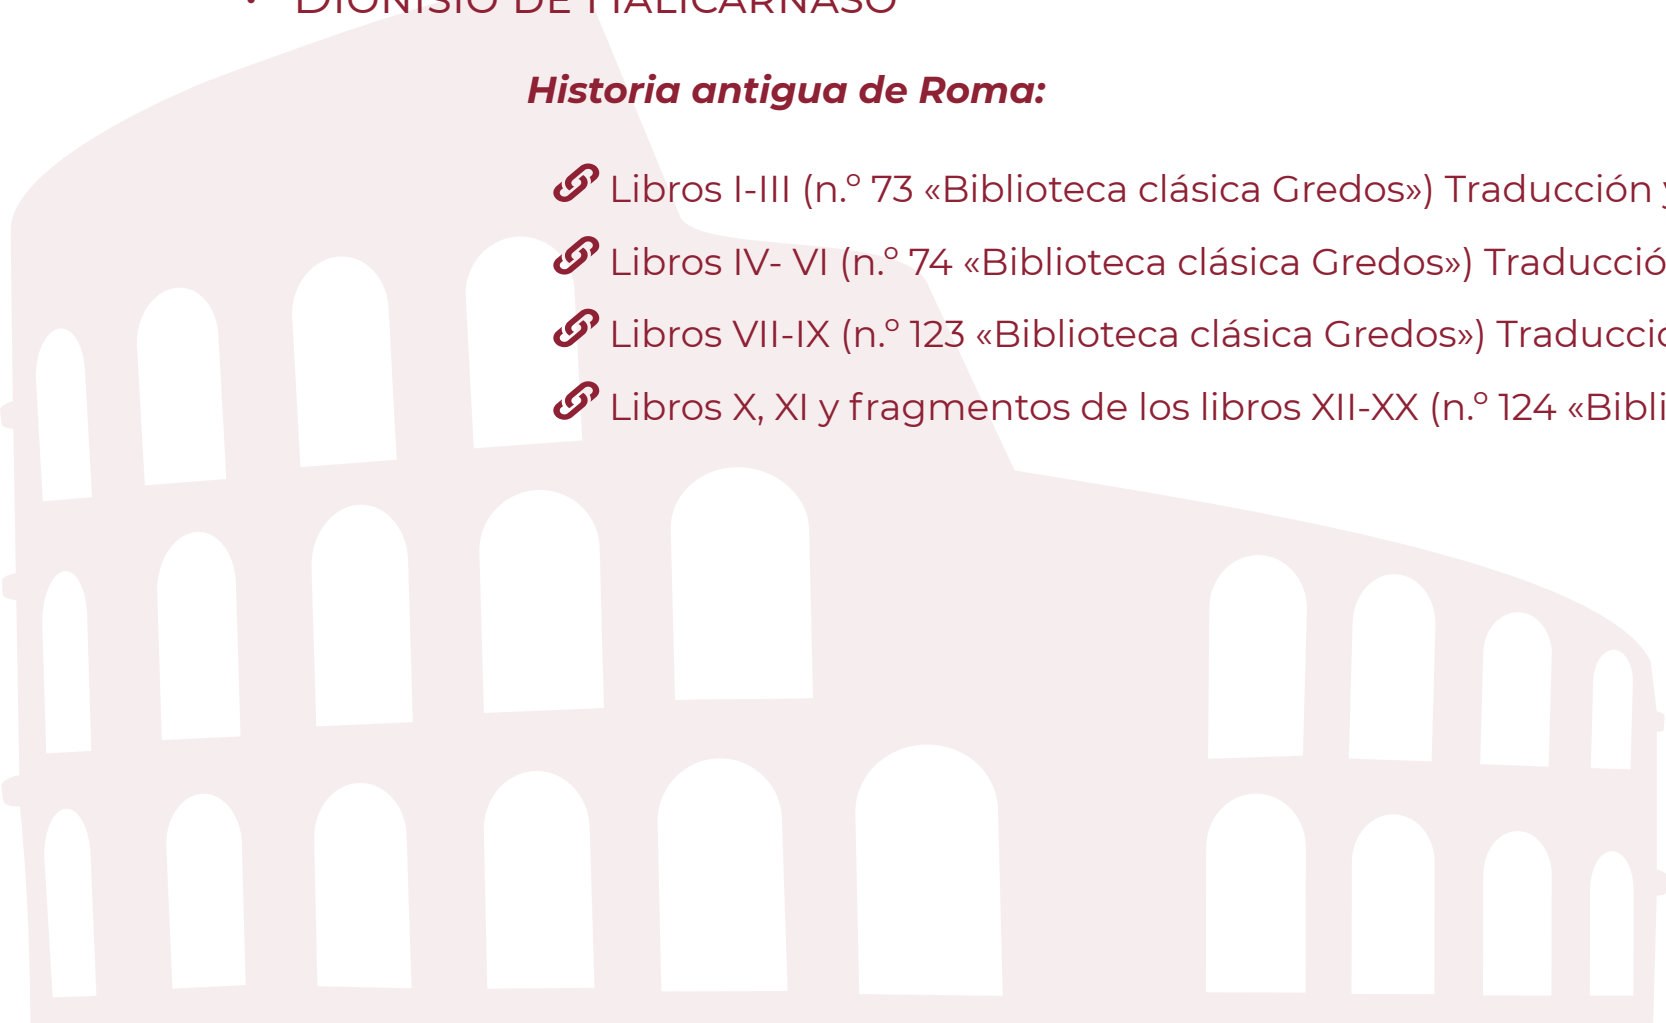 • DIONISIO DE HALICARNASO
Historia antigua de Roma:
Libros I-III (n.º 73 «Biblioteca clásica Gredos») Traducción
Libros IV- VI (n.º 74 «Biblioteca clásica Gredos») Traducció
Libros VII-IX (n.º 123 «Biblioteca clásica Gredos») Traducci
Libros X, XI y fragmentos de los libros XII-XX (n.º 124 «Bibli